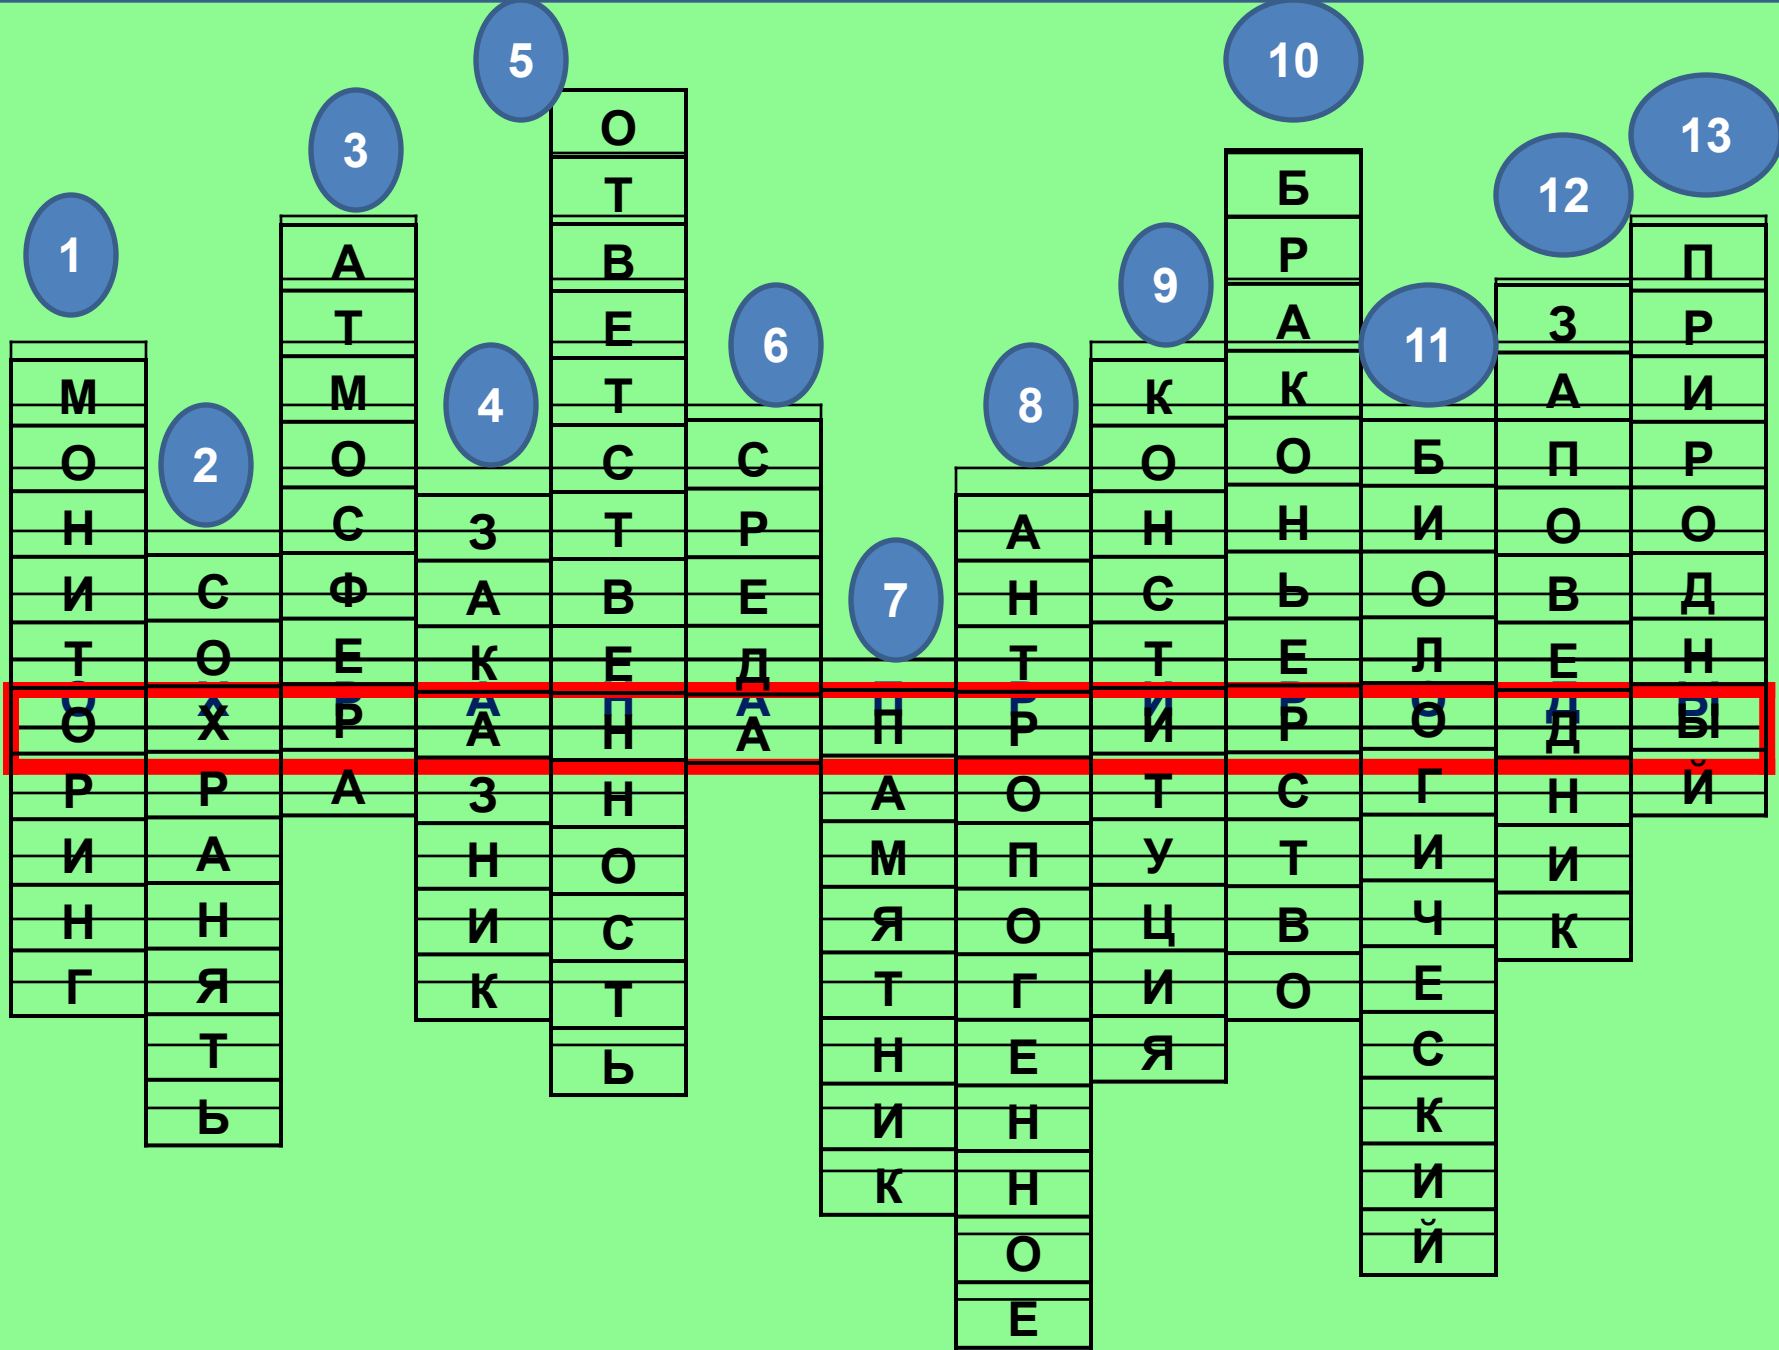 1
МОНИТОРИНГ
2
СОХРАНЯТЬ
3
АТМОСФЕРА
4
ЗАКАЗНИК
5
ОТВЕТСТВЕННОСТЬ
6
СРЕДА
7
ПАМЯТНИК
8
АНТРОПОГЕННОЕ
9
КОНСТИТУЦИЯ
10
БРАКОНЬЕРСТВО
11
БИОЛОГИЧЕСКИЙ
12
ЗАПОВЕДНИК
13
ПРИРОДНЫЙ
ОХРАНАПРИРОДЫ